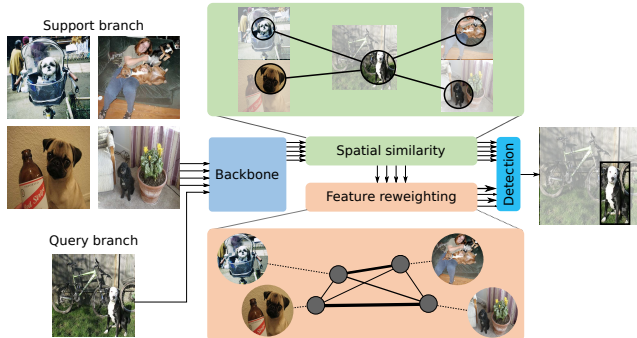 Support branch
Spatial similarity
Backbone
Detection
Feature reweighting
Query branch